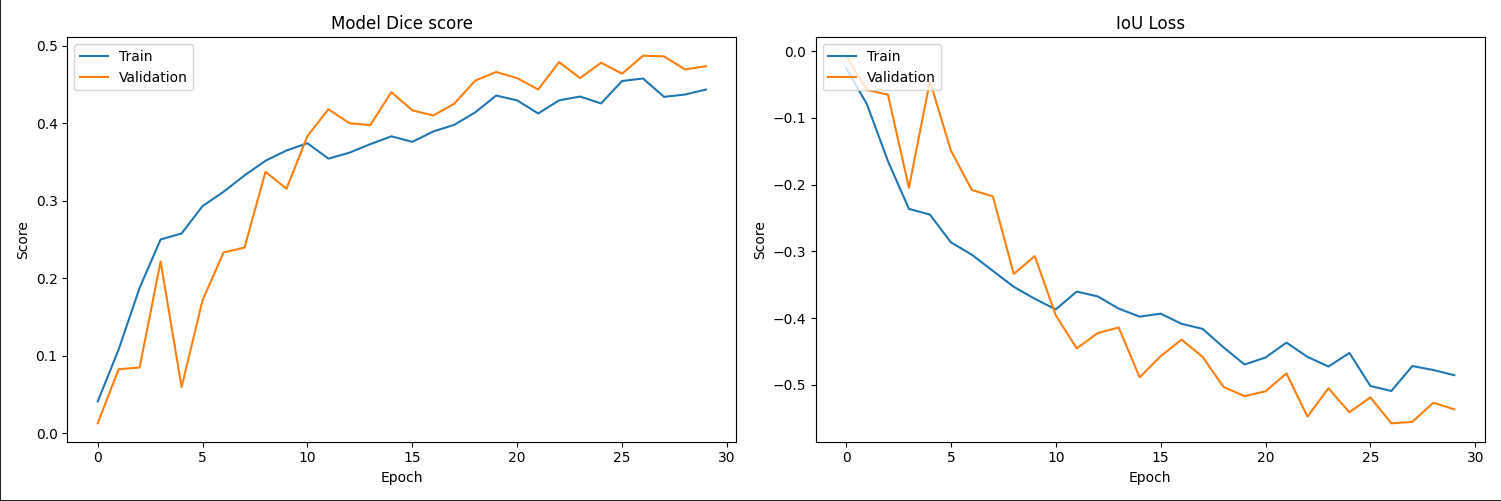 Model Dice score
Train
Validation
0.5
0.4
0.3
0.2
0.1
0.0
Score
0 5 10 15 20 25 30
Epoch
IoU Loss
Train
Validation
0.0
−0.1
−0.2
−0.3
−0.4
−0.5
Score
0 5 10 15 20 25 30
Epoch